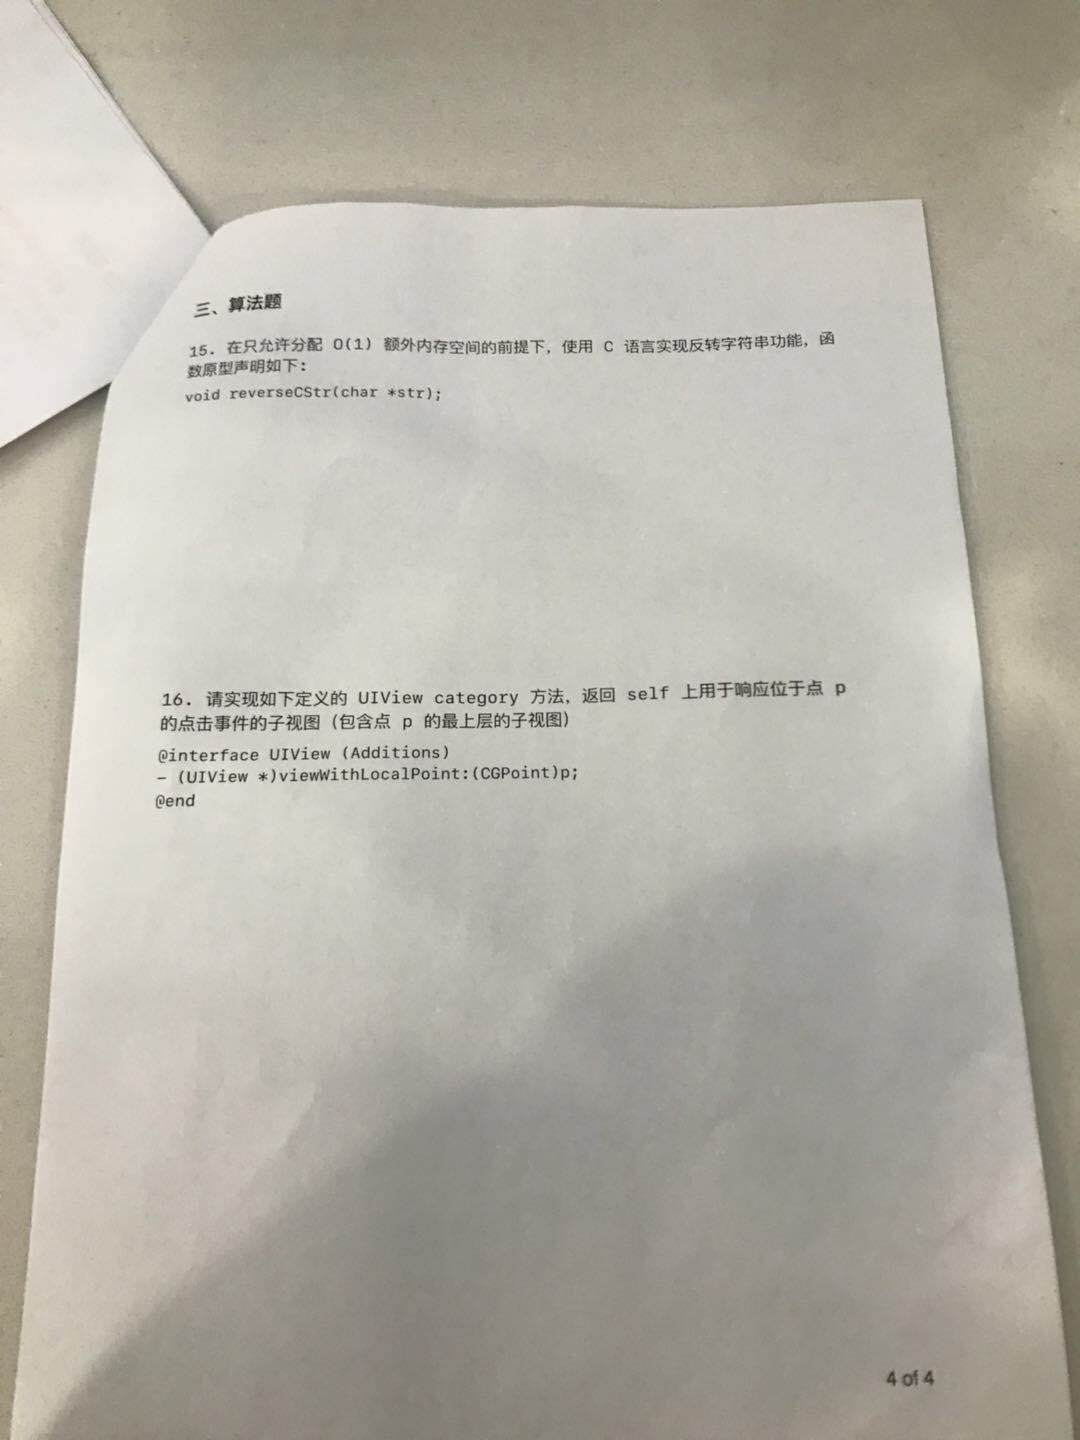 三、算法题
15. 在只允许分配 O(1) 额外内存空间的前提下，使用 C 语言实现反转字符串功能，函
数原型声明如下：
void reverseCStr(char *str);
16. 请实现如下定义的 UIView category 方法，返回 self 上用于响应位于点 p
的点击事件的子视图（包含点 p 的最上层的子视图）
@interface UIView (Additions)
- (UIView *)viewWithLocalPoint:(CGPoint)p;
@end
4 of 4